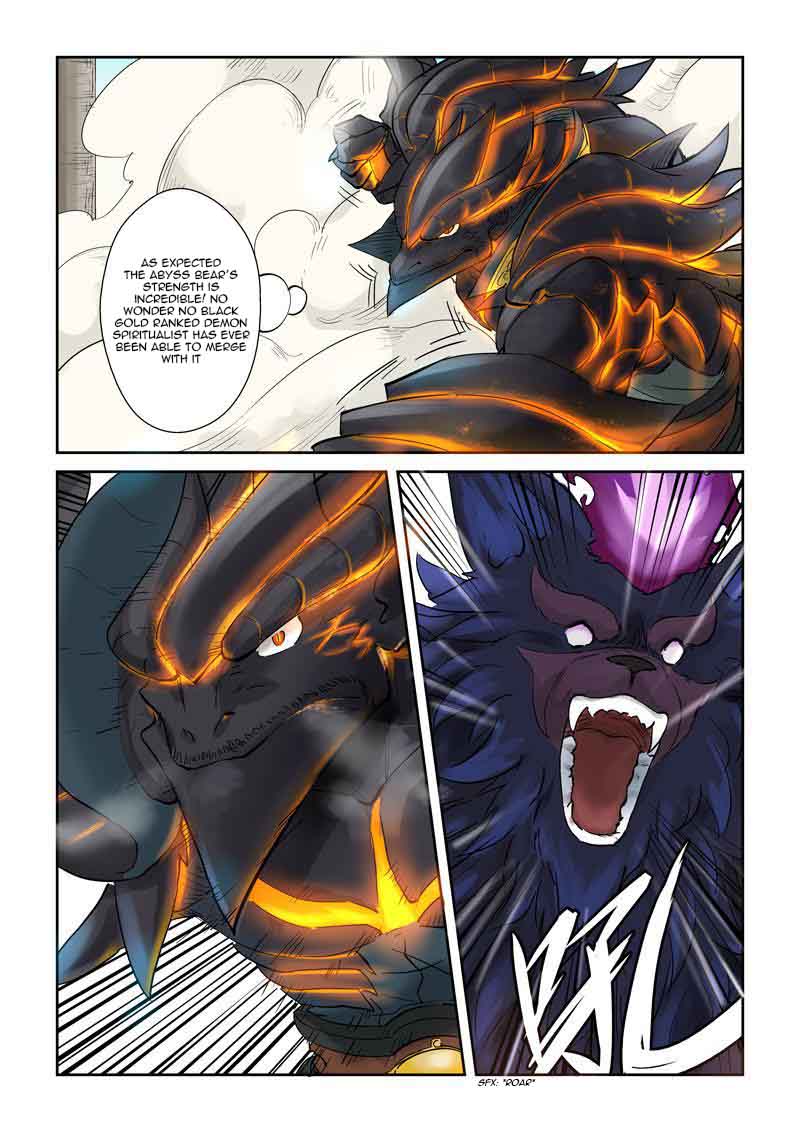 AS EXPECTED
THE ABYSS BEAR'S
STRENGTH IS
INCREDIBLE! NO
WONDER NO BLACK
GOLD RANKED DEMON
SPIRITUALIST HAS EVER
BEEN ABLE TO MERGE
WITH IT
吼
SFX: "ROAR"